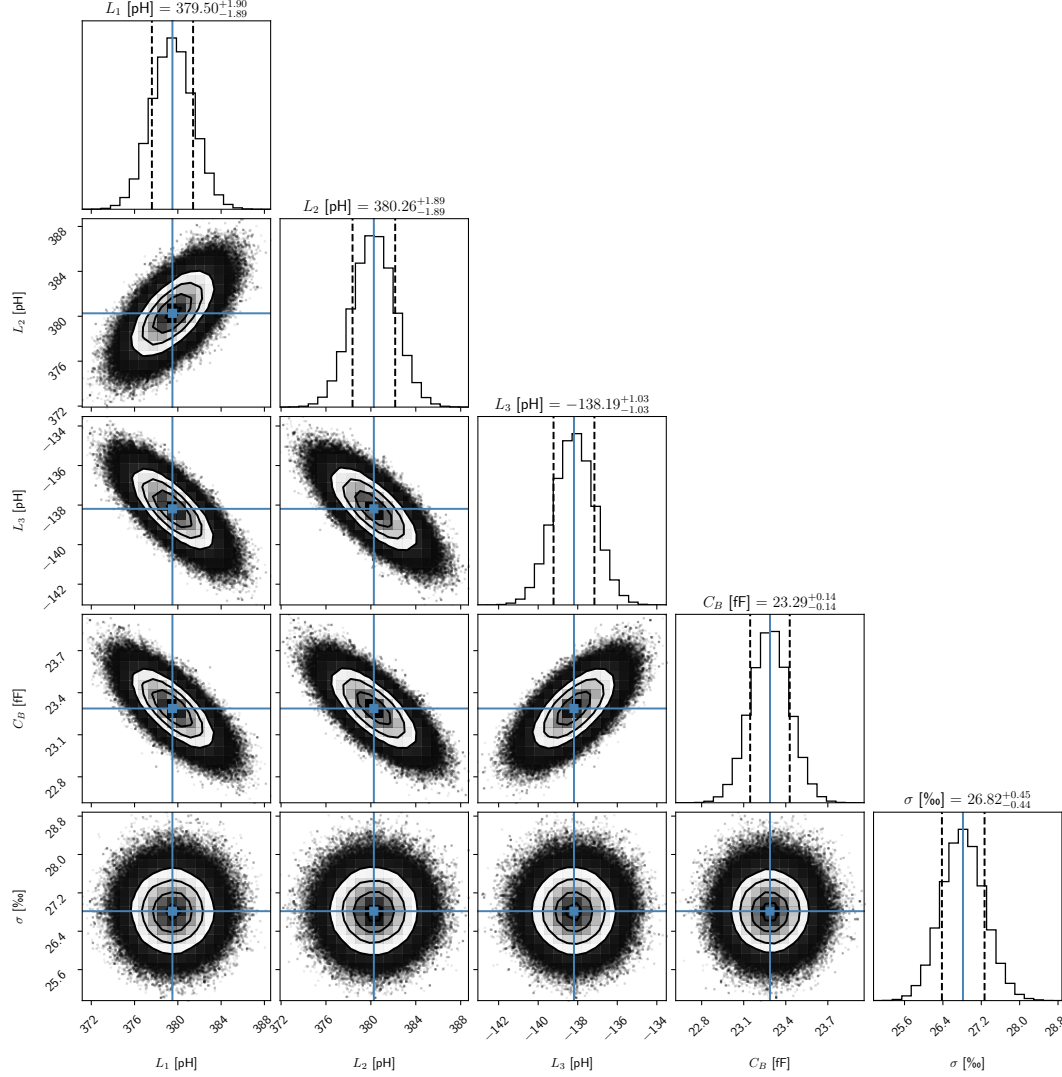 L₁ [pH] = 379.50+1.90−1.89
L₂ [pH] = 380.26+1.89−1.89
388
384
380
376
372
L₂ [pH]
L₃ [pH] = −138.19+1.03−1.03
−134
−136
−138
−140
−142
L₃ [pH]
C_B [fF] = 23.29+0.14−0.14
23.7
23.4
23.1
22.8
C_B [fF]
σ [‰] = 26.82+0.45−0.44
28.8
28.0
27.2
26.4
25.6
σ [‰]
372 376 380 384 388
372 376 380 384 388
−142 −140 −138 −136 −134
22.8 23.1 23.4 23.7
25.6 26.4 27.2 28.0 28.8
L₁ [pH] L₂ [pH] L₃ [pH] C_B [fF] σ [‰]